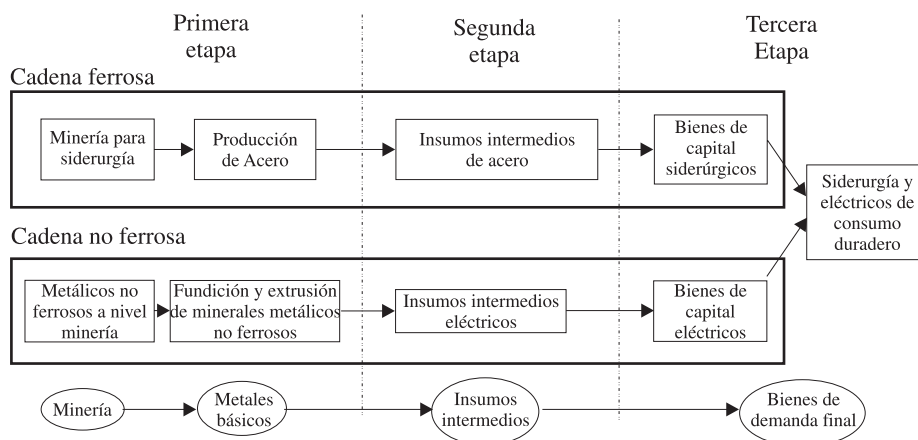 Primera
etapa
Segunda
etapa
Tercera
Etapa
Cadena ferrosa
Minería para
siderurgía
Producción
de Acero
Insumos intermedios
de acero
Bienes de
capital
siderúrgicos
Siderurgía y
eléctricos de
consumo
duradero
Cadena no ferrosa
Metálicos no
ferrosos a nivel
minería
Fundición y extrusión
de minerales metálicos
no ferrosos
Insumos intermedios
eléctricos
Bienes de
capital
eléctricos
Minería
Metales
básicos
Insumos
intermedios
Bienes de
demanda final